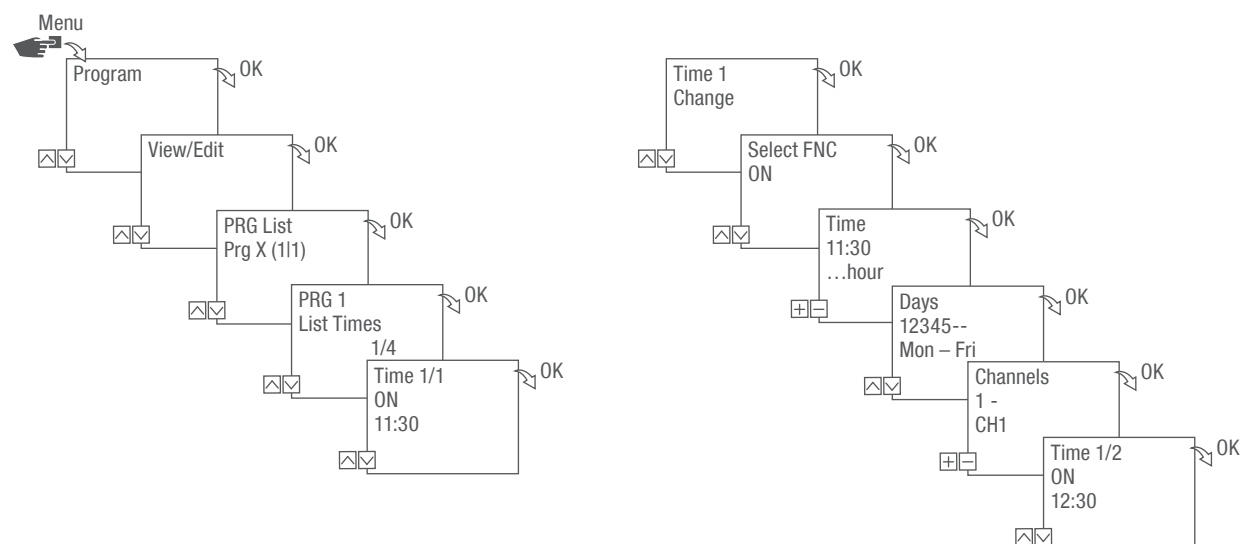 Menu
Program
OK
View/Edit
OK
PRG List
Prg X (1|1)
OK
PRG 1
List Times
1/4
OK
Time 1/1
ON
11:30
OK
Time 1
Change
OK
Select FNC
ON
OK
Time
11:30
…hour
OK
Days
12345--
Mon – Fri
OK
Channels
1 -
CH1
OK
Time 1/2
ON
12:30
OK